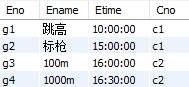 Eno Ename Etime Cno
g1 跳高 10:00:00 c1
g2 标枪 15:00:00 c1
g3 100m 16:00:00 c2
g4 1000m 16:30:00 c2